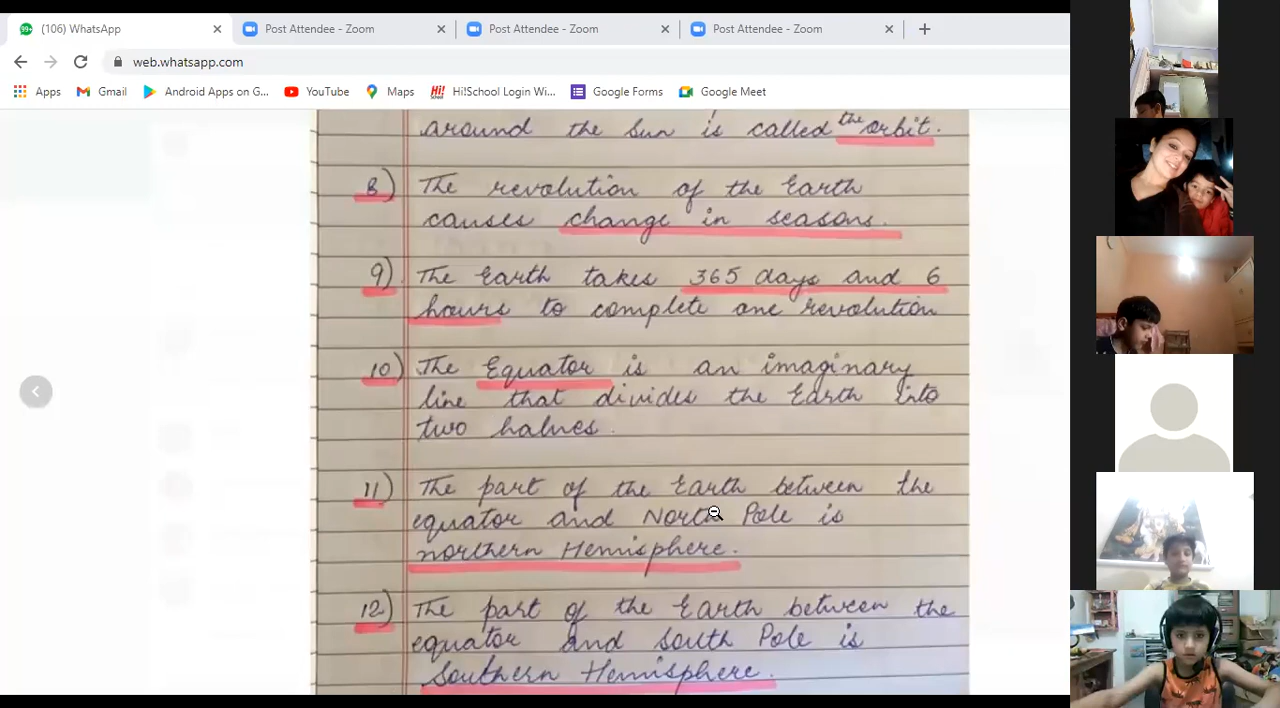 (106) WhatsApp
Post Attendee - Zoom
Post Attendee - Zoom
Post Attendee - Zoom
web.whatsapp.com
Apps
Gmail
Android Apps on G...
YouTube
Maps
Hi! Hi!School Login Wi...
Google Forms
Google Meet
around the Sun is called the orbit.
8) The revolution of the Earth
causes change in seasons.
9) The Earth takes 365 days and 6
hours to complete one revolution
10) The Equator is an imaginary
line that divides the Earth into
two halves.
11) The part of the Earth between the
equator and North Pole is
northern Hemisphere.
12) The part of the Earth between the
equator and South Pole is
Southern Hemisphere.